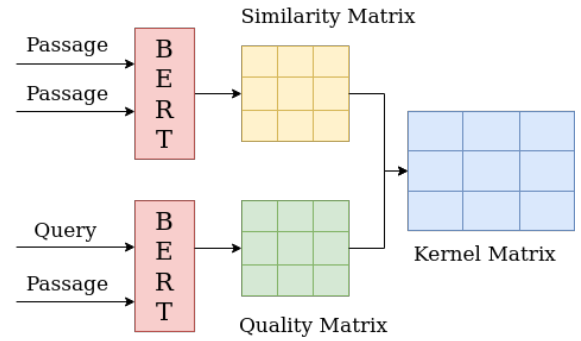 Similarity Matrix
Passage
Passage
B
E
R
T
Query
Passage
B
E
R
T
Quality Matrix
Kernel Matrix